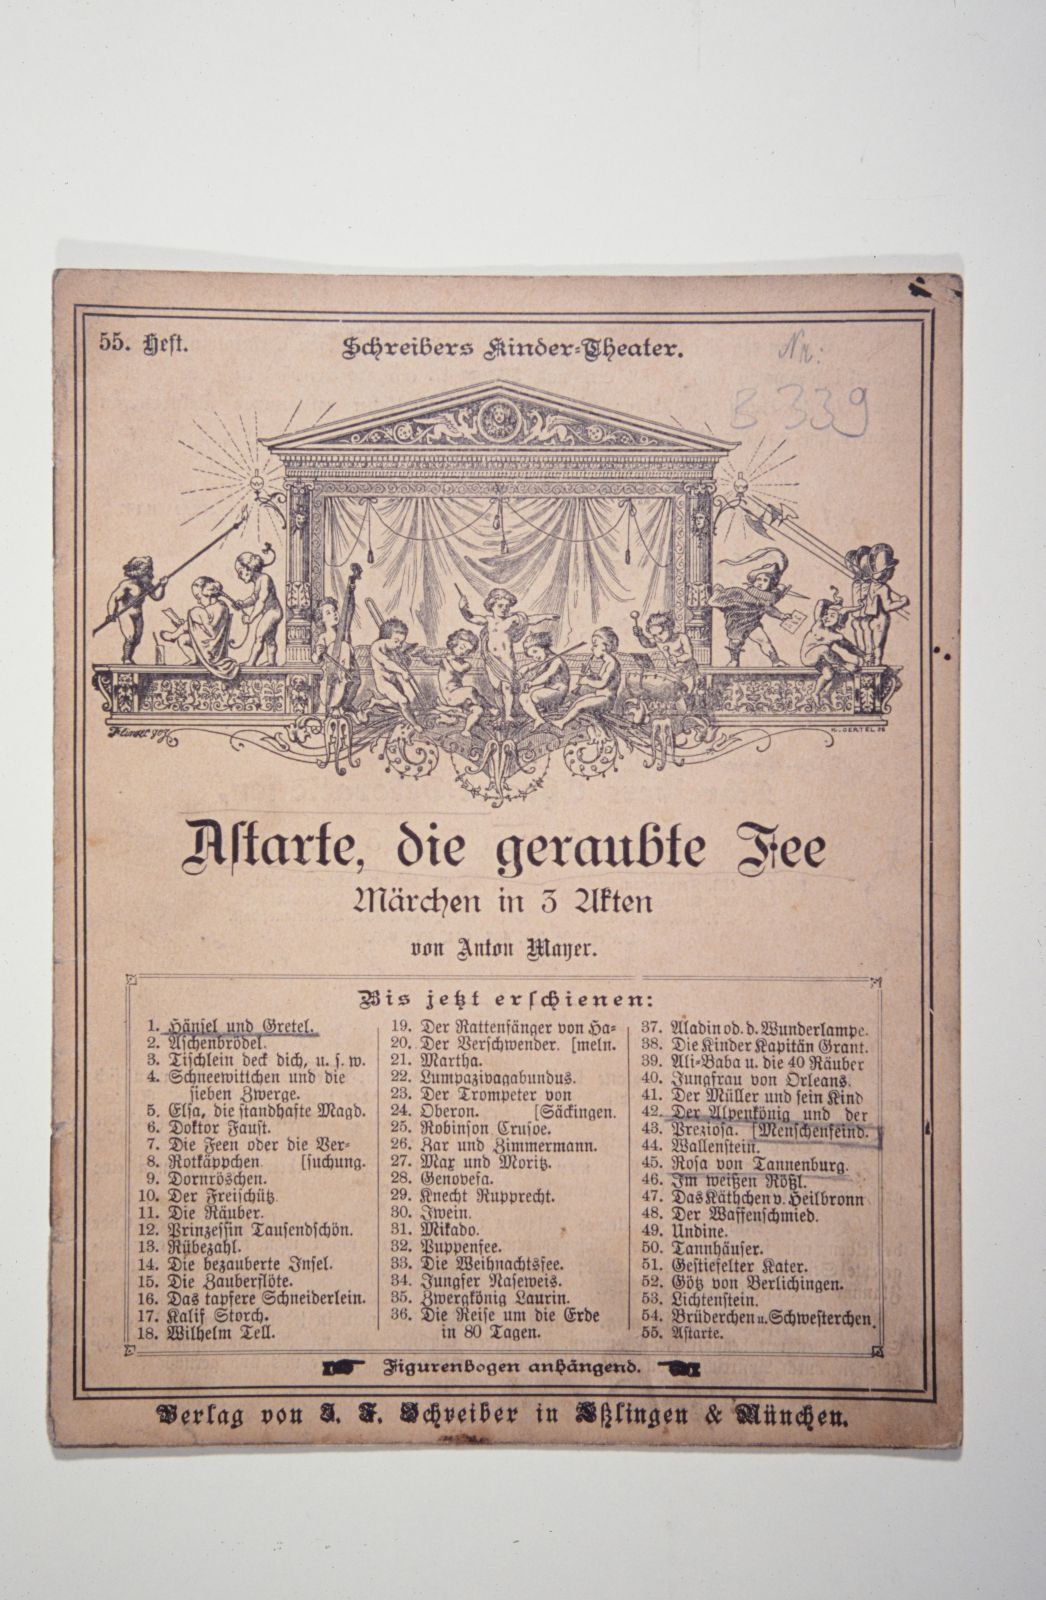 55. Heft.
Schreibers Kinder-Theater.
Nr:
B 339
K. OERTEL
Astarte, die geraubte Fee
Märchen in 3 Akten
von Anton Mayer.
Bis jetzt erschienen:
1. Hänsel und Gretel.
2. Aschenbrödel.
3. Tischlein deck dich, u. s. w.
4. Schneewittchen und die
sieben Zwerge.
5. Elsa, die standhafte Magd.
6. Doktor Faust.
7. Die Feen oder die Ver-
8. Rotkäppchen. [suchung.
9. Dornröschen.
10. Der Freischütz.
11. Die Räuber.
12. Prinzessin Tausendschön.
13. Rübezahl.
14. Die bezauberte Insel.
15. Die Zauberflöte.
16. Das tapfere Schneiderlein.
17. Kalif Storch.
18. Wilhelm Tell.
19. Der Rattenfänger von Ha-
20. Der Verschwender. [meln.
21. Martha.
22. Lumpazivagabundus.
23. Der Trompeter von
24. Oberon. [Säckingen.
25. Robinson Crusoe.
26. Zar und Zimmermann.
27. Max und Moritz.
28. Genovefa.
29. Knecht Rupprecht.
30. Iwein.
31. Mikado.
32. Puppenfee.
33. Die Weihnachtsfee.
34. Jungfer Naseweis.
35. Zwergkönig Laurin.
36. Die Reise um die Erde
in 80 Tagen.
37. Aladin od. d. Wunderlampe.
38. Die Kinder Kapitän Grant.
39. Ali-Baba u. die 40 Räuber
40. Jungfrau von Orleans.
41. Der Müller und sein Kind
42. Der Alpenkönig und der
43. Preziosa. [Menschenfeind.
44. Wallenstein.
45. Rosa von Tannenburg.
46. Im weißen Rößl.
47. Das Käthchen v. Heilbronn
48. Der Waffenschmied.
49. Undine.
50. Tannhäuser.
51. Gestiefelter Kater.
52. Götz von Berlichingen.
53. Lichtenstein.
54. Brüderchen u. Schwesterchen.
55. Astarte.
Figurenbogen anhängend.
Verlag von J. F. Schreiber in Eßlingen & München.